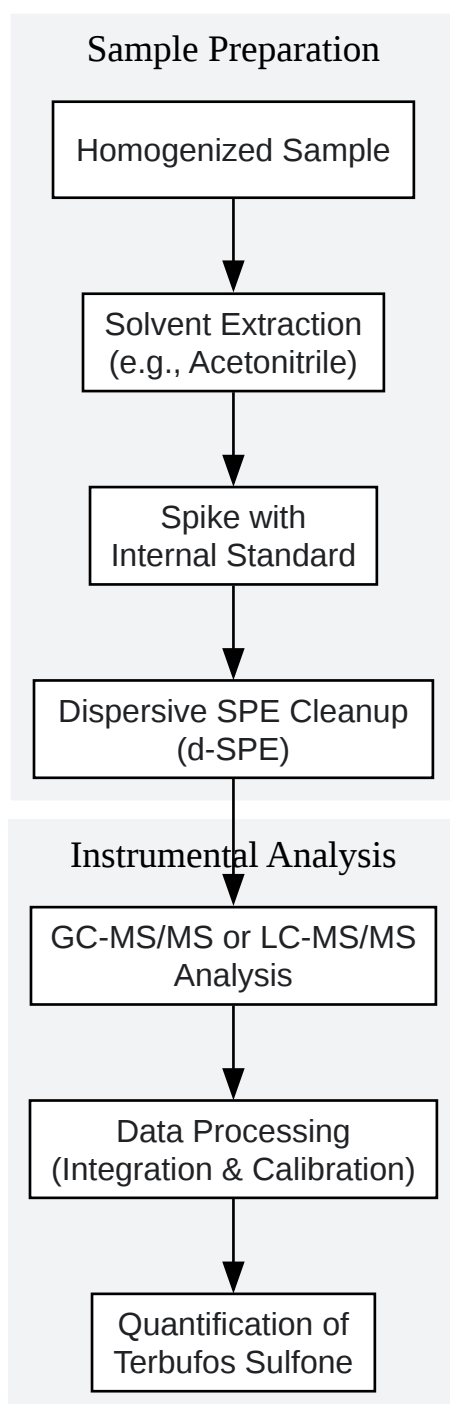 Sample Preparation
Homogenized Sample
Solvent Extraction
(e.g., Acetonitrile)
Spike with
Internal Standard
Dispersive SPE Cleanup
(d-SPE)
Instrumental Analysis
GC-MS/MS or LC-MS/MS
Analysis
Data Processing
(Integration & Calibration)
Quantification of
Terbufos Sulfone